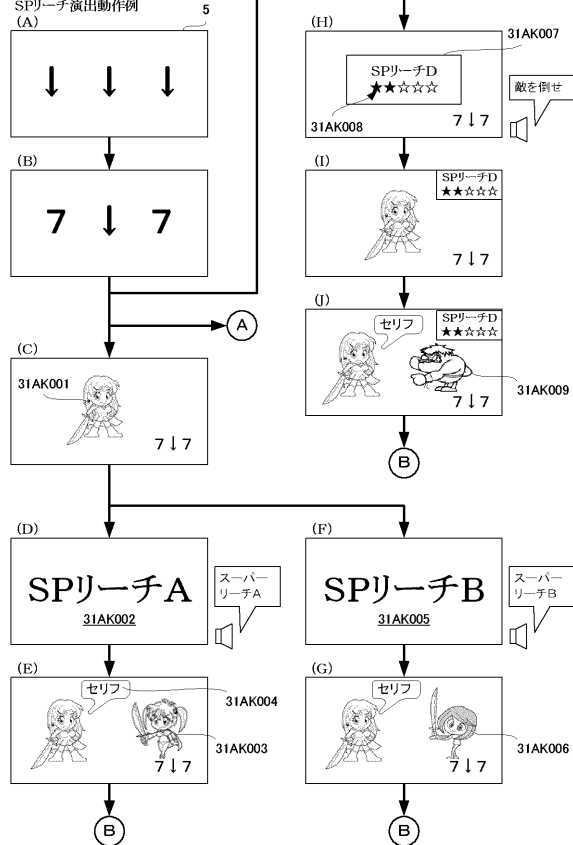 SPリーチ演出動作例
(A)
5
↓ ↓ ↓
(B)
7 ↓ 7
A
(C)
31AK001
7↓7
(D)
SPリーチA
31AK002
スーパー
リーチA
(E)
セリフ
31AK004
31AK003
7↓7
B
(F)
SPリーチB
31AK005
スーパー
リーチB
(G)
セリフ
31AK006
7↓7
B
(H)
31AK007
SPリーチD
★★☆☆☆
31AK008
7↓7
敵を倒せ
(I)
SPリーチD
★★☆☆☆
7↓7
(J)
SPリーチD
★★☆☆☆
セリフ
31AK009
7↓7
B